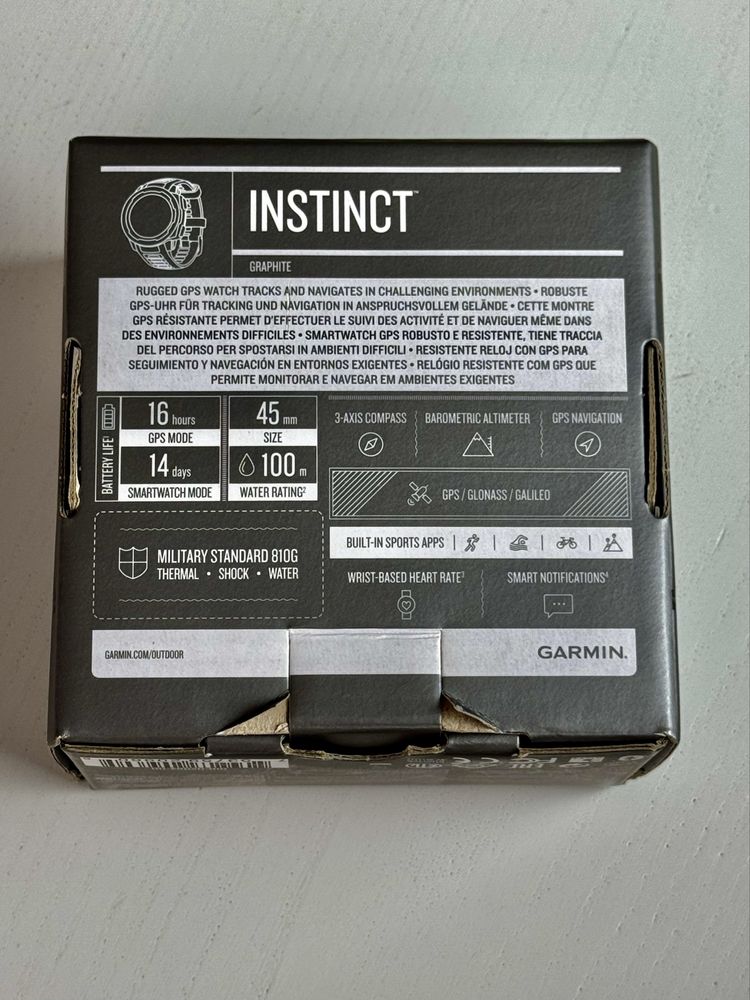 INSTINCT™
GRAPHITE
RUGGED GPS WATCH TRACKS AND NAVIGATES IN CHALLENGING ENVIRONMENTS • ROBUSTE
GPS-UHR FÜR TRACKING UND NAVIGATION IN ANSPRUCHSVOLLEM GELÄNDE • CETTE MONTRE
GPS RÉSISTANTE PERMET D'EFFECTUER LE SUIVI DES ACTIVITÉ ET DE NAVIGUER MÊME DANS
DES ENVIRONNEMENTS DIFFICILES • SMARTWATCH GPS ROBUSTO E RESISTENTE, TIENE TRACCIA
DEL PERCORSO PER SPOSTARSI IN AMBIENTI DIFFICILI • RESISTENTE RELOJ CON GPS PARA
SEGUIMIENTO Y NAVEGACIÓN EN ENTORNOS EXIGENTES • RELÓGIO RESISTENTE COM GPS QUE
PERMITE MONITORAR E NAVEGAR EM AMBIENTES EXIGENTES
BATTERY LIFE¹
16 hours
GPS MODE
14 days
SMARTWATCH MODE
45 mm
SIZE
100 m
WATER RATING²
3-AXIS COMPASS
BAROMETRIC ALTIMETER
GPS NAVIGATION
GPS / GLONASS / GALILEO
BUILT-IN SPORTS APPS
WRIST-BASED HEART RATE³
SMART NOTIFICATIONS⁴
MILITARY STANDARD 810G
THERMAL • SHOCK • WATER
GARMIN.COM/OUTDOOR
GARMIN.